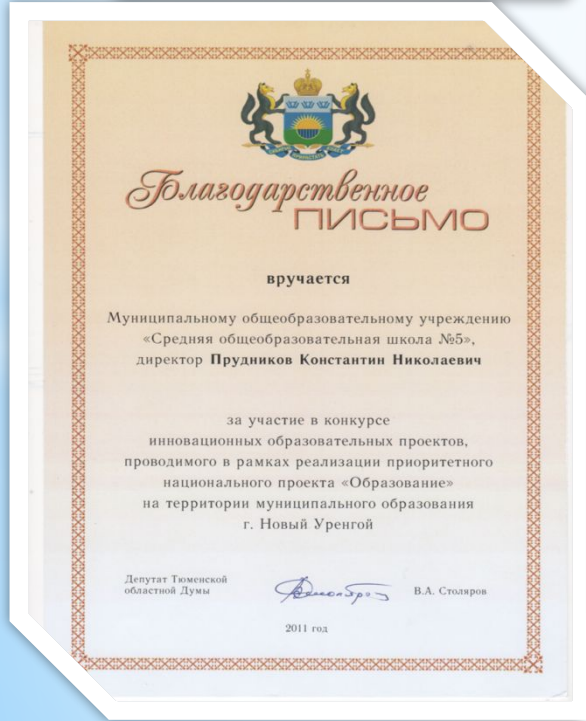 Благодарственное
ПИСЬМО
вручается
Муниципальному общеобразовательному учреждению
«Средняя общеобразовательная школа №5»,
директор Прудников Константин Николаевич
за участие в конкурсе
инновационных образовательных проектов,
проводимого в рамках реализации приоритетного
национального проекта «Образование»
на территории муниципального образования
г. Новый Уренгой
Депутат Тюменской
областной Думы
В.А. Столяров
2011 год